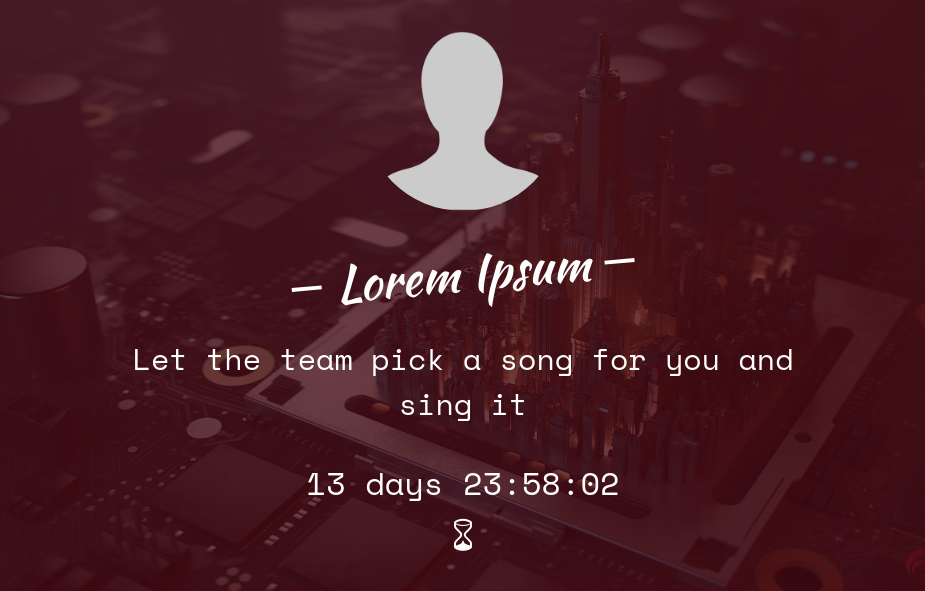 — Lorem Ipsum —
Let the team pick a song for you and
sing it
13 days 23:58:02